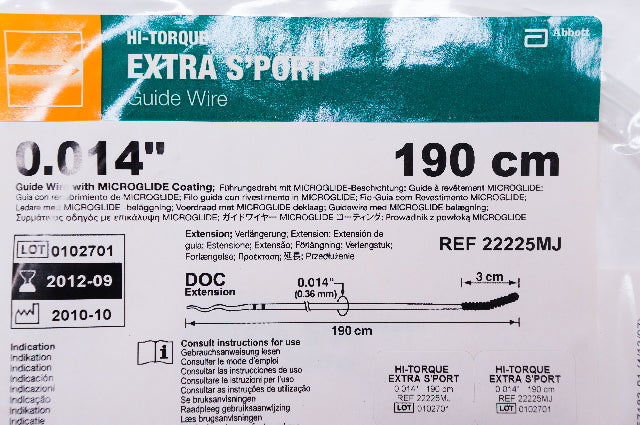 HI-TORQUE
Abbott
EXTRA S'PORT
Guide Wire
0.014" 190 cm
Guide Wire with MICROGLIDE Coating; Führungsdraht mit MICROGLIDE-Beschichtung; Guide à revêtement MICROGLIDE;
Guía con recubrimiento de MICROGLIDE; Filo guida con rivestimento in MICROGLIDE; Fio-Guia com Revestimento MICROGLIDE;
Ledare med MICROGLIDE-beläggning; Voerdraad met MICROGLIDE deklaag; Guidewire med MICROGLIDE belægning;
Συρμάτινος οδηγός με επικάλυψη MICROGLIDE; ガイドワイヤー MICROGLIDE コーティング; Prowadnik z powłoką MICROGLIDE
Extension; Verlängerung; Extension; Extensión de
guía; Estensione; Extensão; Förlängning; Verlengstuk;
Forlængelse; Προέκταση; 延長; Przedłużenie
REF 22225MJ
LOT 0102701
2012-09
2010-10
DOC
Extension
0.014"
(0.36 mm)
3 cm
190 cm
Indication
Indikation
Indication
Indicación
Indicazioni
Indicação
Indikation
Indicatie
Consult instructions for use
Gebrauchsanweisung lesen
Consulter le mode d'emploi
Consultar las instrucciones de uso
Consultare le istruzioni per l'uso
Consultar as instruções de utilização
Se bruksanvisningen
Raadpleeg gebruiksaanwijzing
Læs brugsanvisningen
HI-TORQUE
EXTRA S'PORT
0.014" 190 cm
REF 22225MJ
LOT 0102701
HI-TORQUE
EXTRA S'PORT
0.014" 190 cm
REF 22225MJ
LOT 0102701